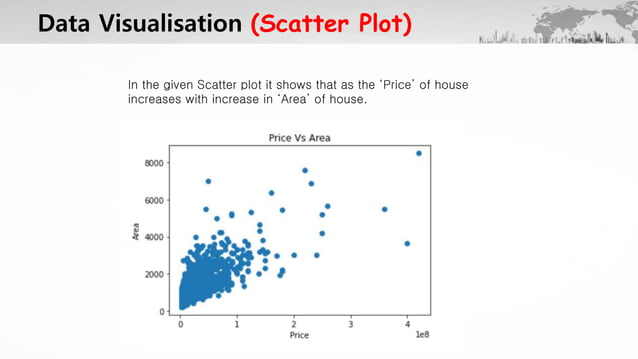 Data Visualisation (Scatter Plot)
In the given Scatter plot it shows that as the ‘Price’ of house
increases with increase in ‘Area’ of house.
Price Vs Area
8000
6000
4000
2000
0
Area
0 1 2 3 4
1e8
Price